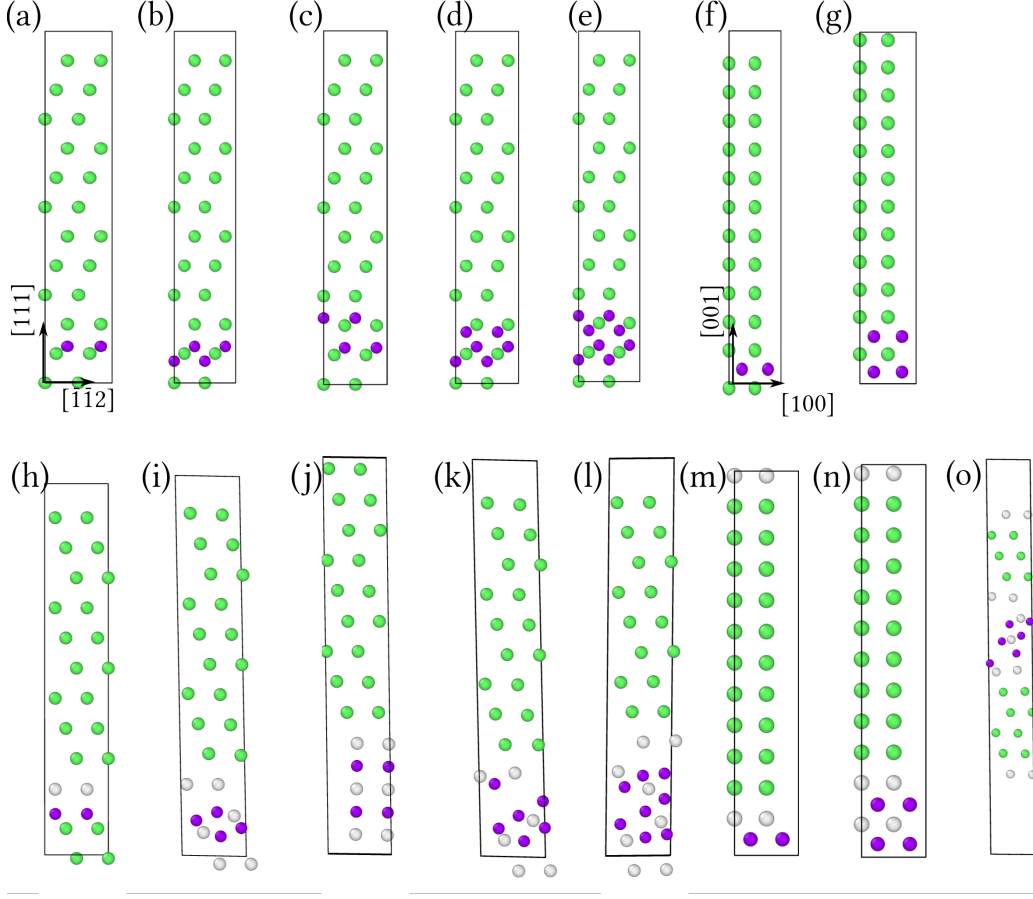 (a) (b) (c) (d) (e) (f) (g)
[111]
[1̄1̄2]
[001]
[100]
(h) (i) (j) (k) (l) (m) (n) (o)